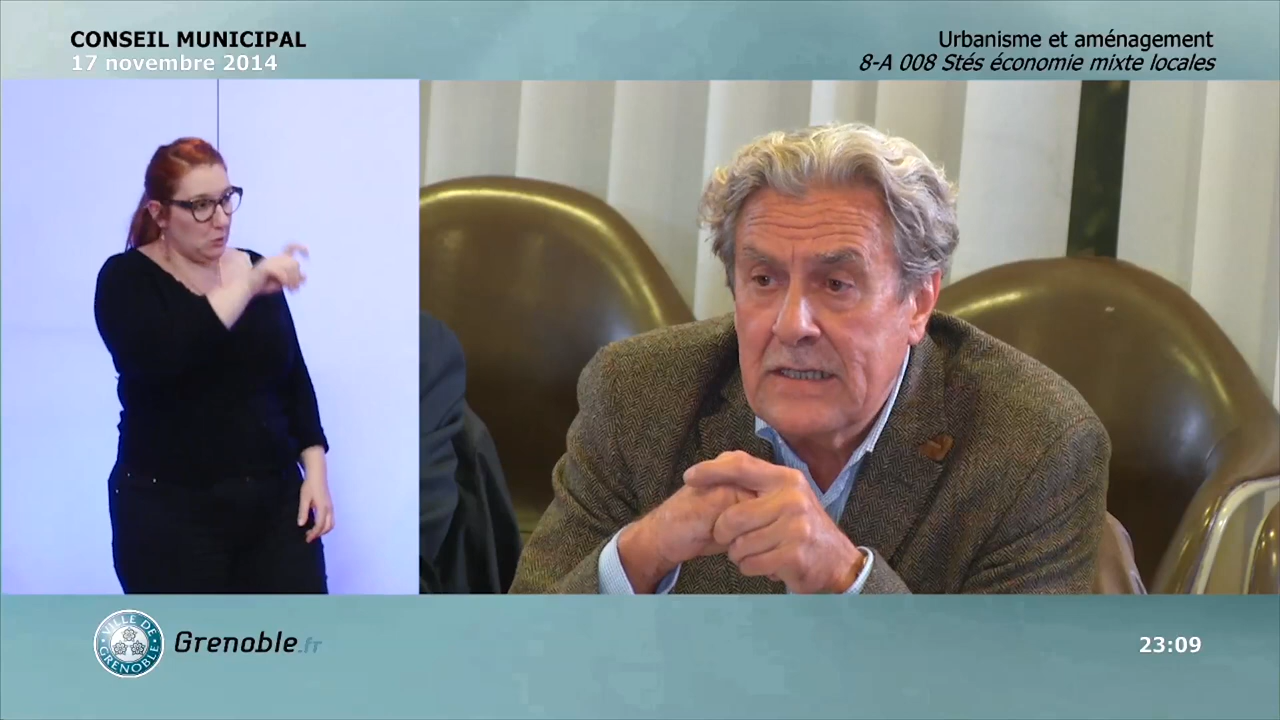 CONSEIL MUNICIPAL
17 novembre 2014
Urbanisme et aménagement
8-A 008 Stés économie mixte locales
VILLE DE
GRENOBLE
Grenoble.fr
23:09